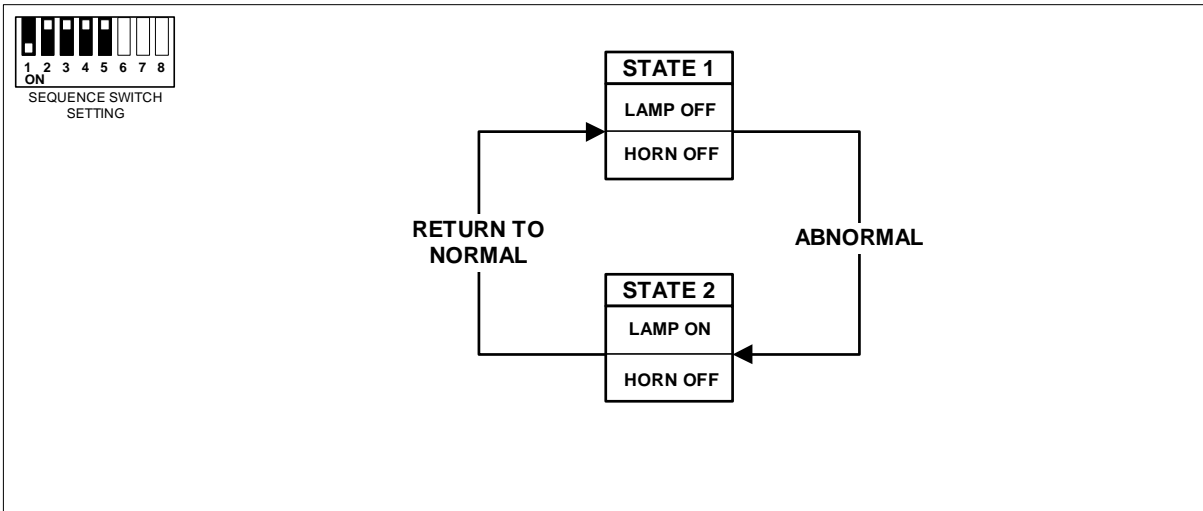 1 2 3 4 5 6 7 8
ON
SEQUENCE SWITCH
SETTING
STATE 1
LAMP OFF
HORN OFF
RETURN TO
NORMAL
ABNORMAL
STATE 2
LAMP ON
HORN OFF